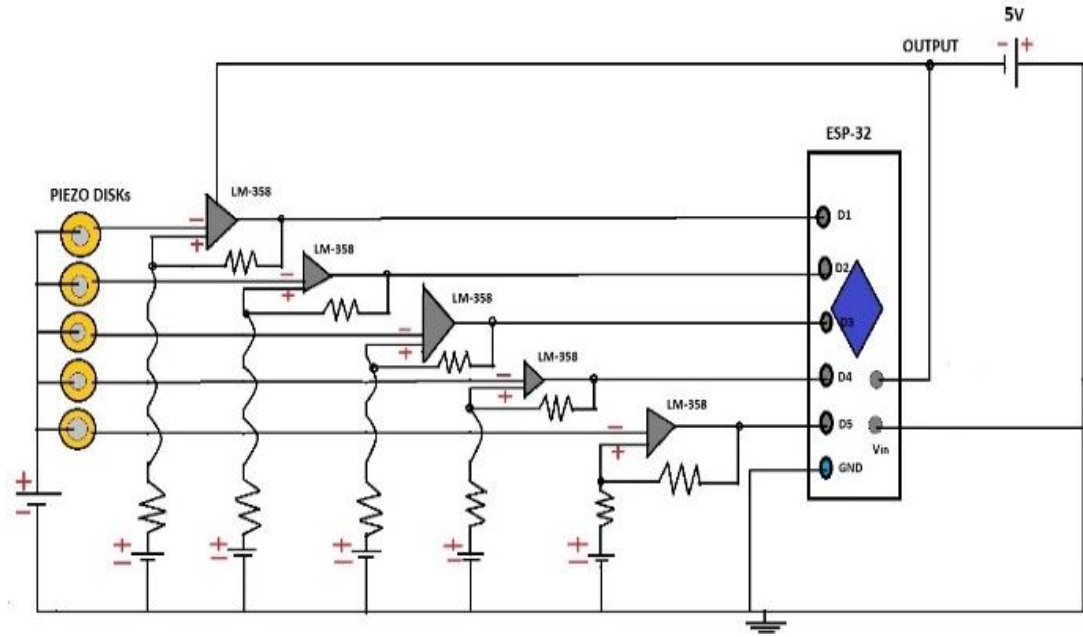 5V
- +
OUTPUT
ESP-32
PIEZO DISKs
LM-358
- 
+
D1
LM-358
-
+
D2
LM-358
-
+
D3
LM-358
-
+
D4
LM-358
-
+
D5
Vin
GND
+
-
+
-
+
-
+
-
+
-
+
-